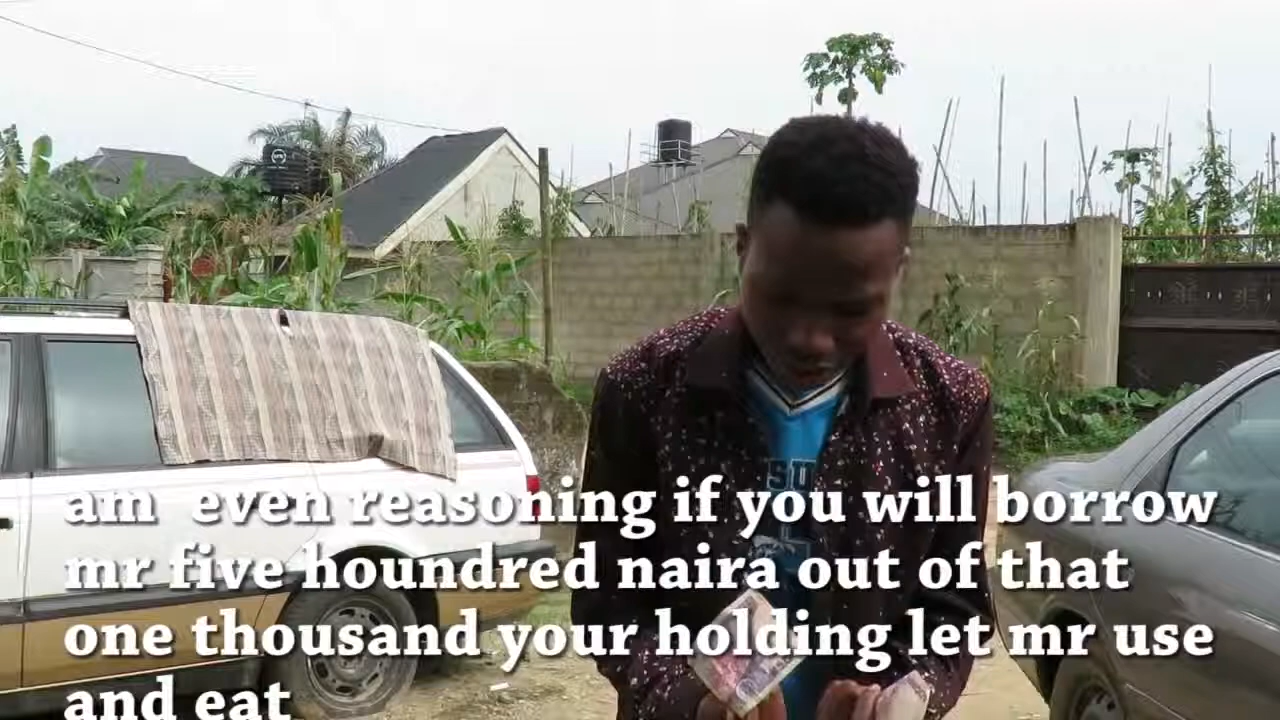 am even reasoning if you will borrow
mr five houndred naira out of that
one thousand your holding let mr use
and eat